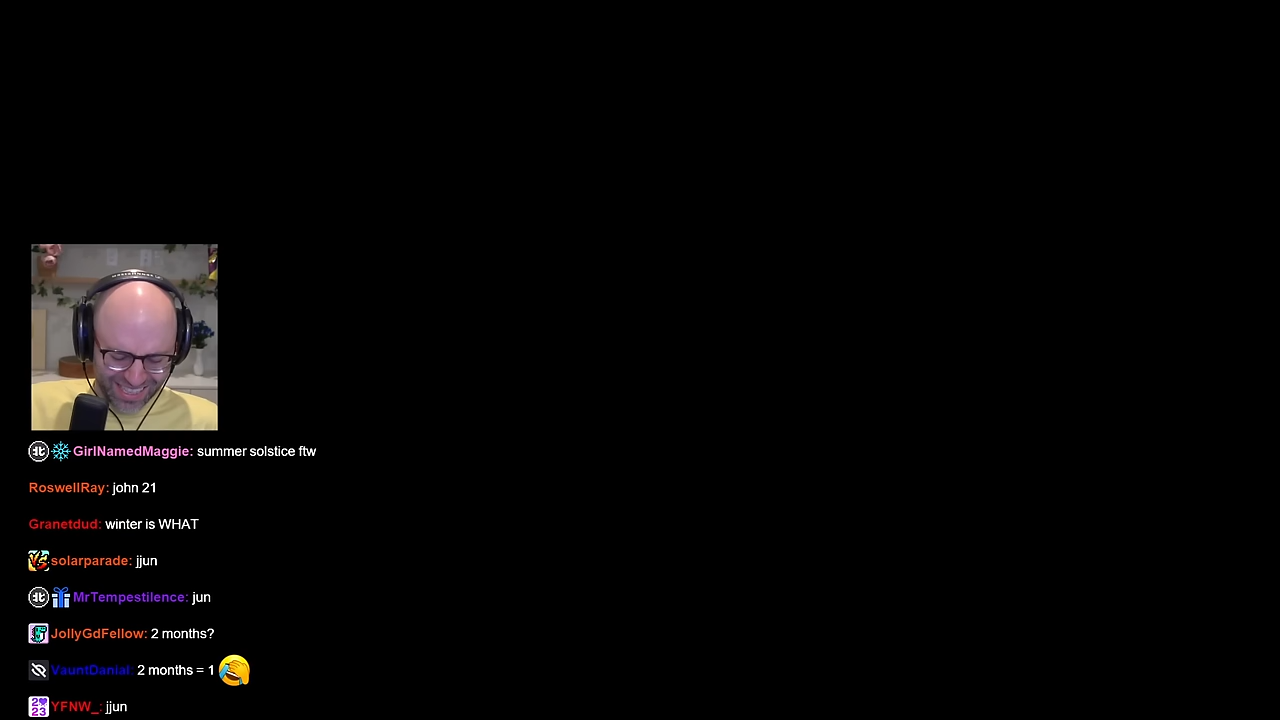 GirlNamedMaggie: summer solstice ftw
RoswellRay: john 21
Granetdud: winter is WHAT
solarparade: jjun
MrTempestilence: jun
JollyGdFellow: 2 months?
VauntDanial: 2 months = 1
YFNW_: jjun